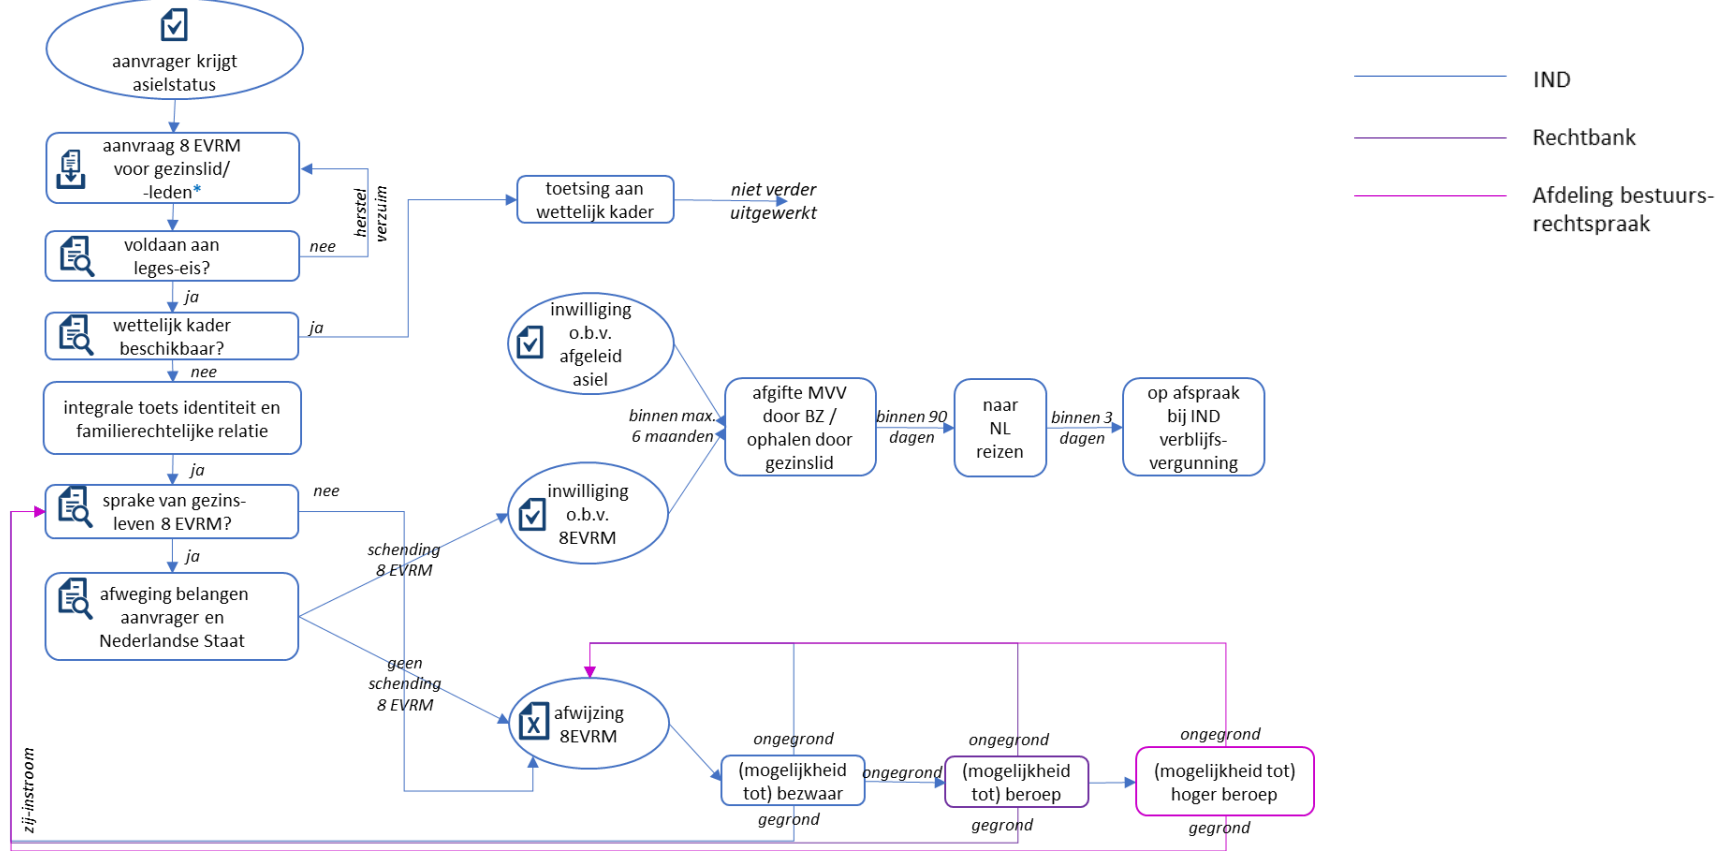 aanvrager krijgt
asielstatus
aanvraag 8 EVRM
voor gezinslid/
-leden*
herstel
verzuim
voldaan aan
leges-eis?
nee
ja
wettelijk kader
beschikbaar?
ja
nee
toetsing aan
wettelijk kader
niet verder
uitgewerkt
integrale toets identiteit en
familierechtelijke relatie
ja
sprake van gezins-
leven 8 EVRM?
nee
ja
afweging belangen
aanvrager en
Nederlandse Staat
schending
8 EVRM
geen
schending
8 EVRM
inwilliging
o.b.v.
afgeleid
asiel
inwilliging
o.b.v.
8EVRM
binnen max.
6 maanden
afgifte MVV
door BZ /
ophalen door
gezinslid
binnen 90
dagen
naar
NL
reizen
binnen 3
dagen
op afspraak
bij IND
verblijfs-
vergunning
afwijzing
8EVRM
ongegrond
(mogelijkheid
tot) bezwaar
gegrond
ongegrond
ongegrond
(mogelijkheid
tot) beroep
gegrond
ongegrond
(mogelijkheid tot)
hoger beroep
gegrond
zij-instroom
IND
Rechtbank
Afdeling bestuurs-
rechtspraak